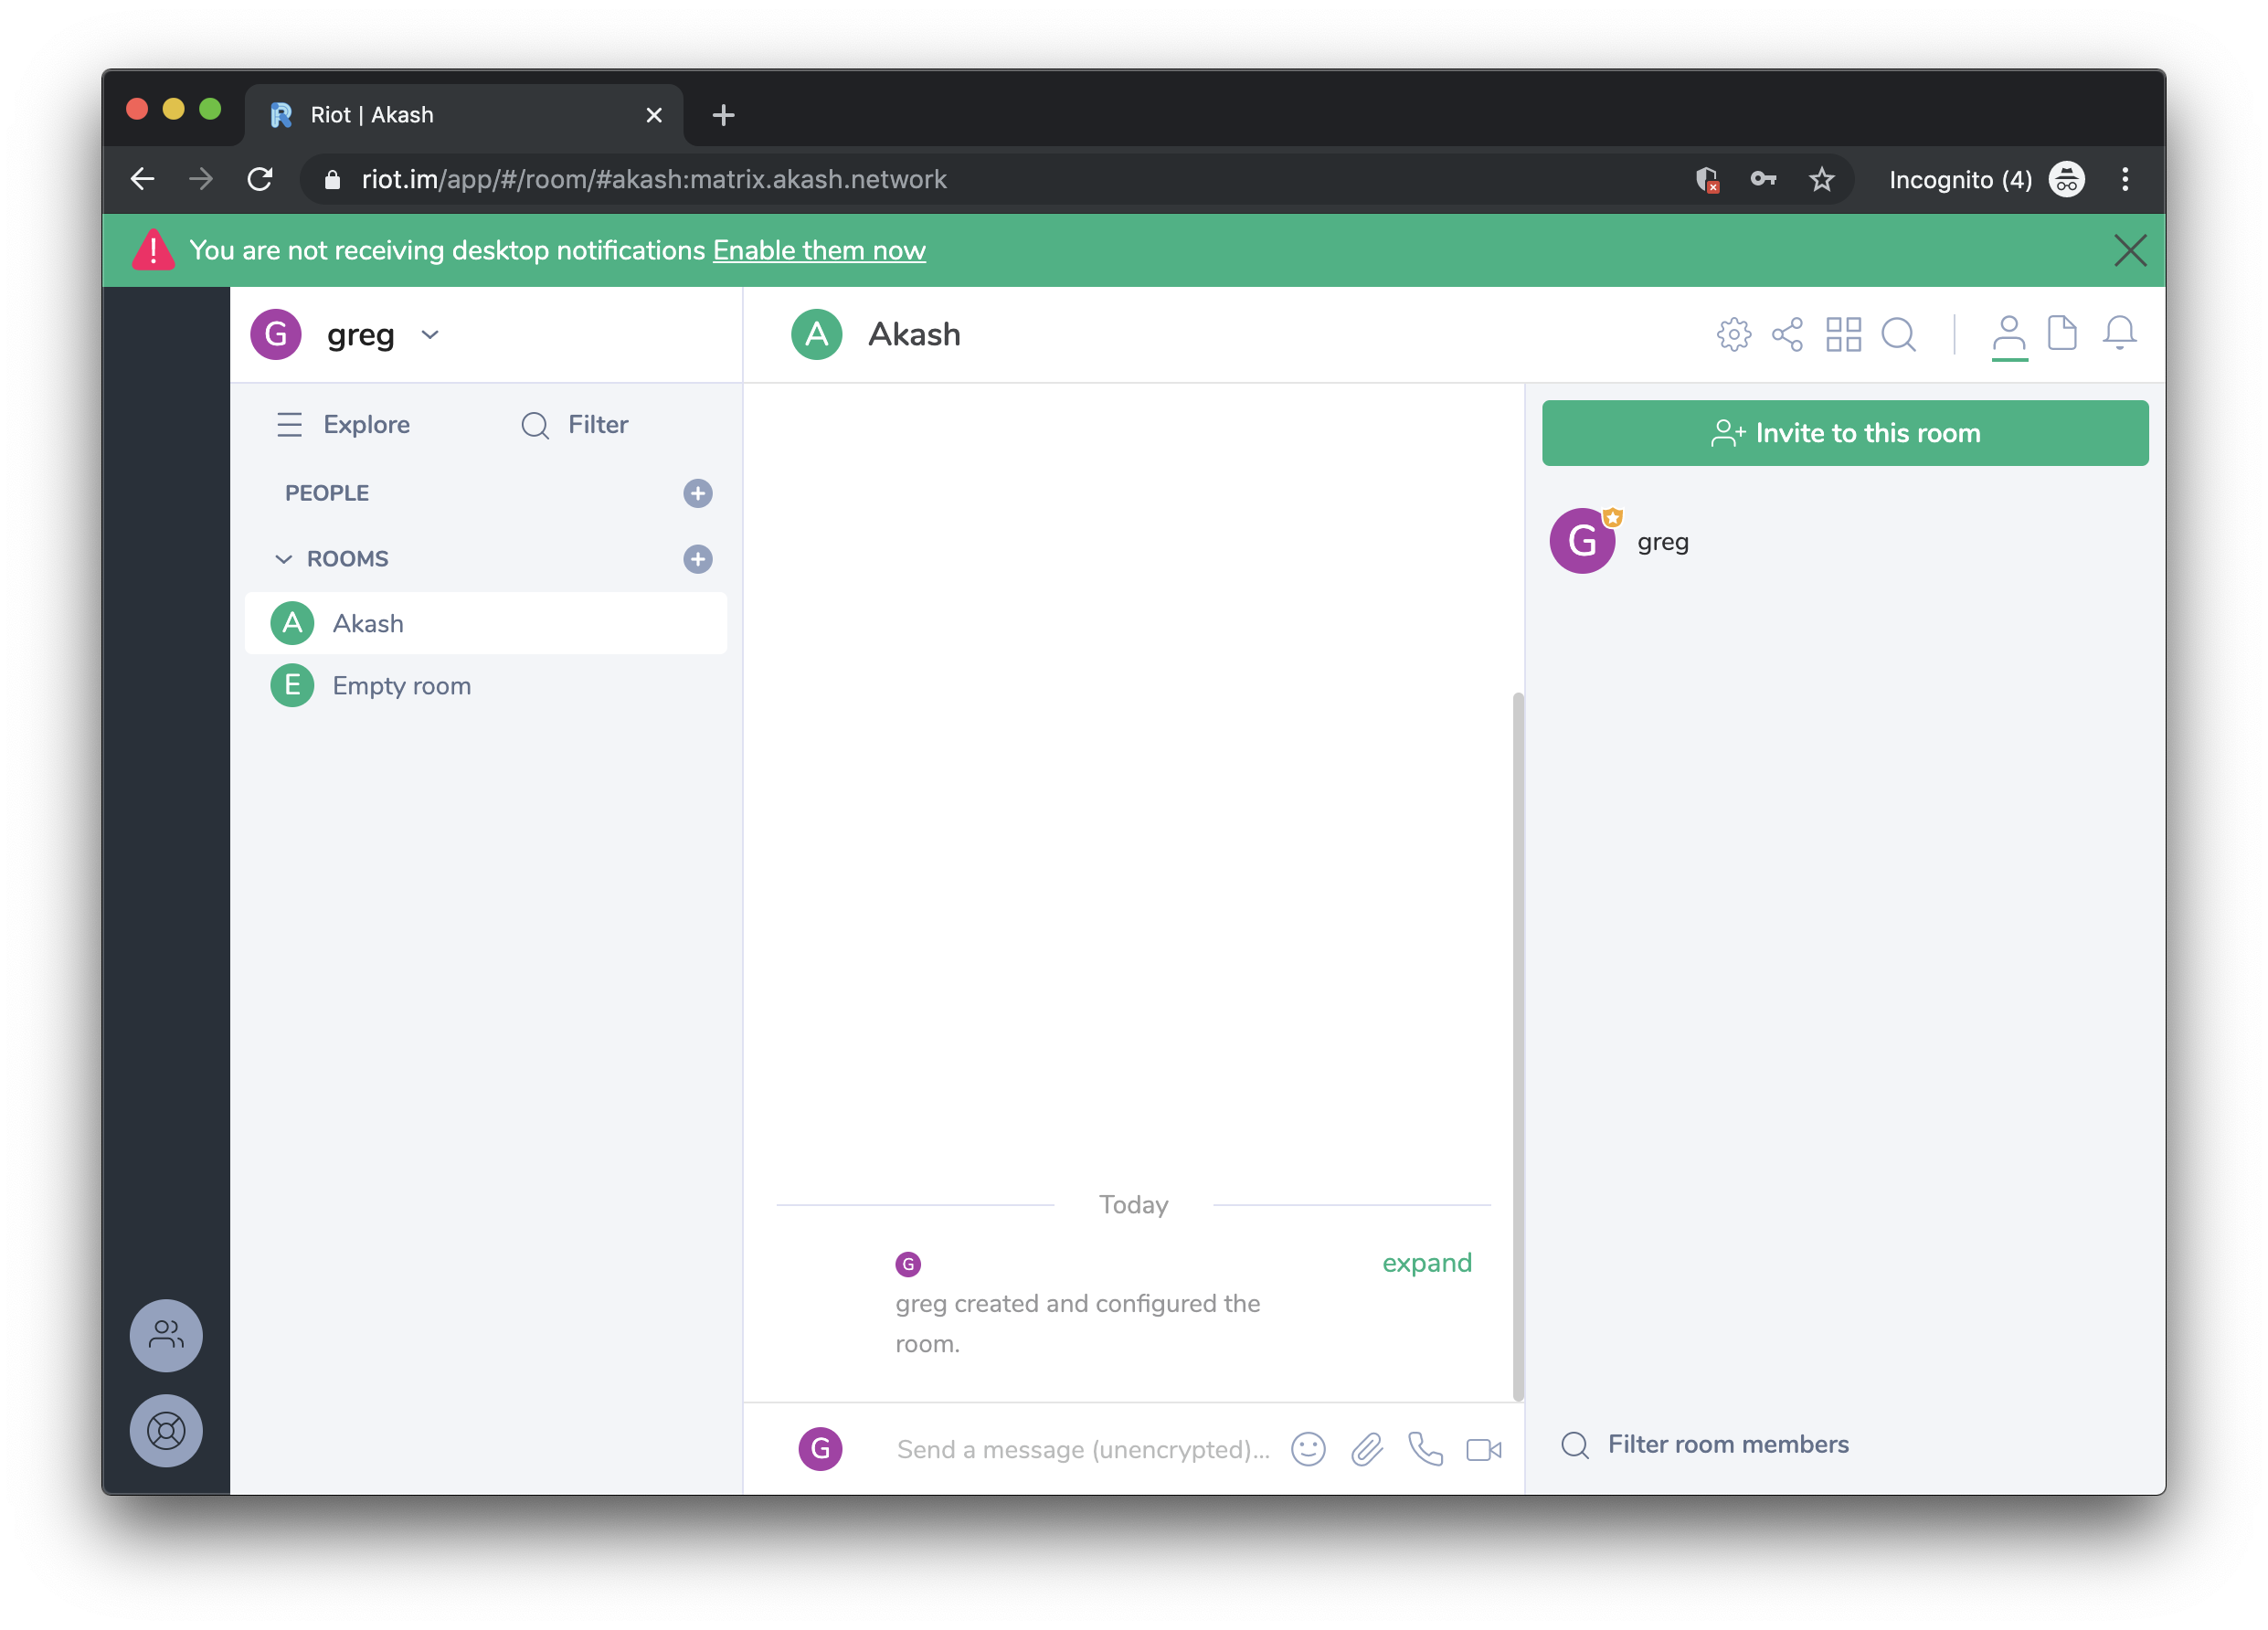 Riot | Akash
riot.im/app/#/room/#akash:matrix.akash.network
Incognito (4)
You are not receiving desktop notifications Enable them now
G greg
A Akash
Explore
Filter
PEOPLE
ROOMS
A Akash
E Empty room
Today
G
expand
greg created and configured the
room.
G
Send a message (unencrypted)...
Invite to this room
G greg
Filter room members